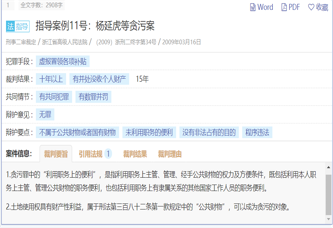 1 全文字数：2908字 Word PDF 收藏
指导案例11号：杨延虎等贪污案
刑事二审裁定 / 浙江省高级人民法院 / （2009）浙刑二终字第34号 / 2009年03月16日
犯罪手段： 虚报冒领各项补贴
裁判结果： 十年以上 有并处没收个人财产 15年
共同情节： 有共同犯罪 有数罪并罚
辩护意见： 无罪
辩护要点： 不属于公共财物或者国有财物 未利用职务的便利 没有非法占有的目的 程序违法
案件信息： 裁判要旨 引用法规 1 裁判结果 裁判理由
1.贪污罪中的“利用职务上的便利”，是指利用职务上主管、管理、经手公共财物的权力及方便条件，既包括利用本人职
务上主管、管理公共财物的职务便利，也包括利用职务上有隶属关系的其他国家工作人员的职务便利。
2.土地使用权具有财产性利益，属于刑法第三百八十二条第一款规定中的“公共财物”，可以成为贪污的对象。